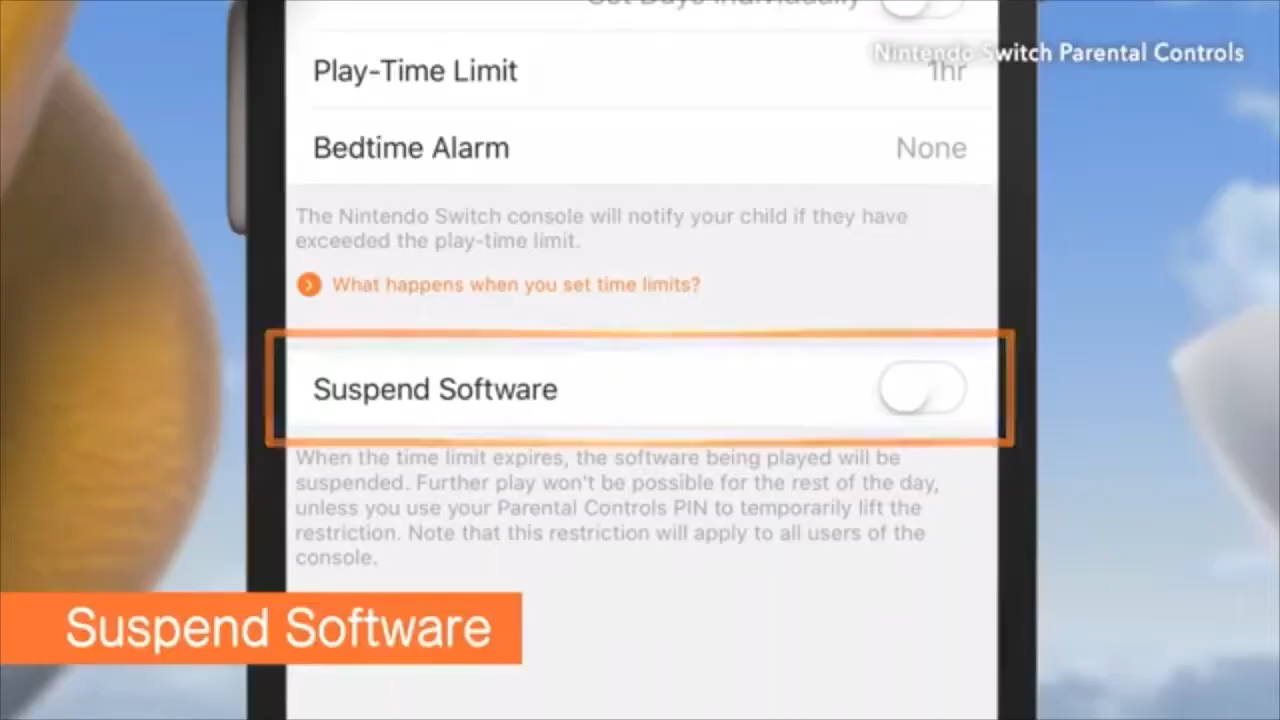 Set Days Individually
Nintendo Switch Parental Controls
Play-Time Limit
1hr
Bedtime Alarm
None
The Nintendo Switch console will notify your child if they have
exceeded the play-time limit.
What happens when you set time limits?
Suspend Software
When the time limit expires, the software being played will be
suspended. Further play won't be possible for the rest of the day,
unless you use your Parental Controls PIN to temporarily lift the
restriction. Note that this restriction will apply to all users of the
console.
Suspend Software